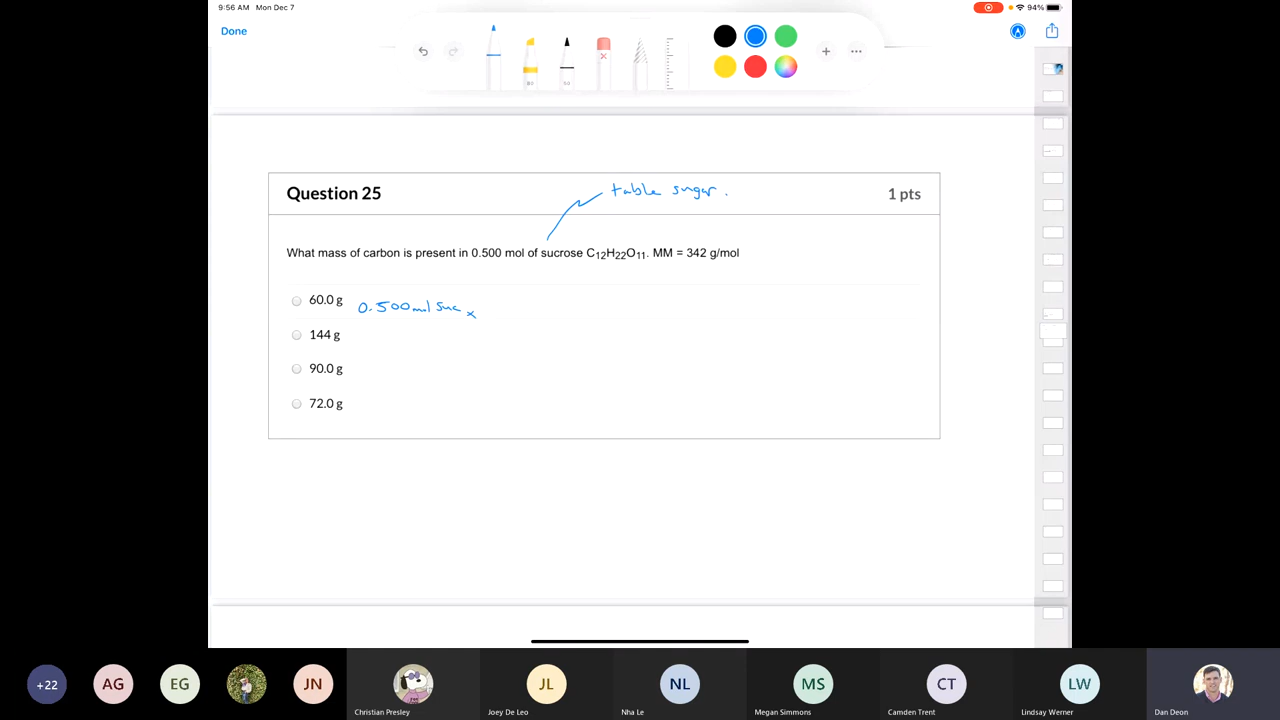 9:56 AM Mon Dec 7
94%
Done
Question 25
table sugar.
1 pts
What mass of carbon is present in 0.500 mol of sucrose C₁₂H₂₂O₁₁. MM = 342 g/mol
60.0 g
0.500 mol suc x
144 g
90.0 g
72.0 g
+22
AG
EG
JN
JL
NL
MS
CT
LW
Christian Presley
Joey De Leo
Nha Le
Megan Simmons
Camden Trent
Lindsay Werner
Dan Deon